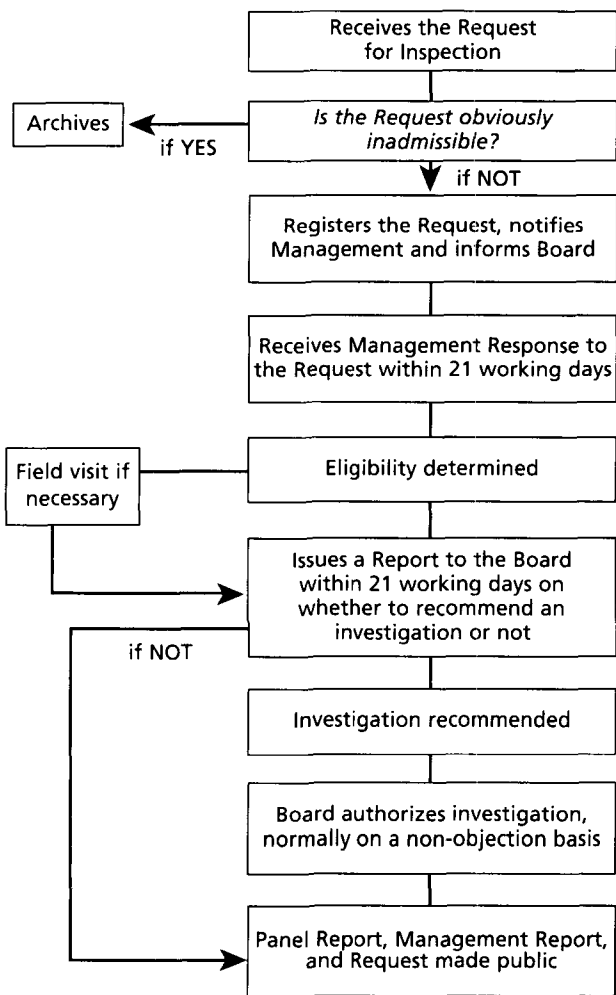 Receives the Request
for Inspection
Is the Request obviously
inadmissible?
Archives
if YES
if NOT
Registers the Request, notifies
Management and informs Board
Receives Management Response to
the Request within 21 working days
Eligibility determined
Field visit if
necessary
Issues a Report to the Board
within 21 working days on
whether to recommend an
investigation or not
if NOT
Investigation recommended
Board authorizes investigation,
normally on a non-objection basis
Panel Report, Management Report,
and Request made public